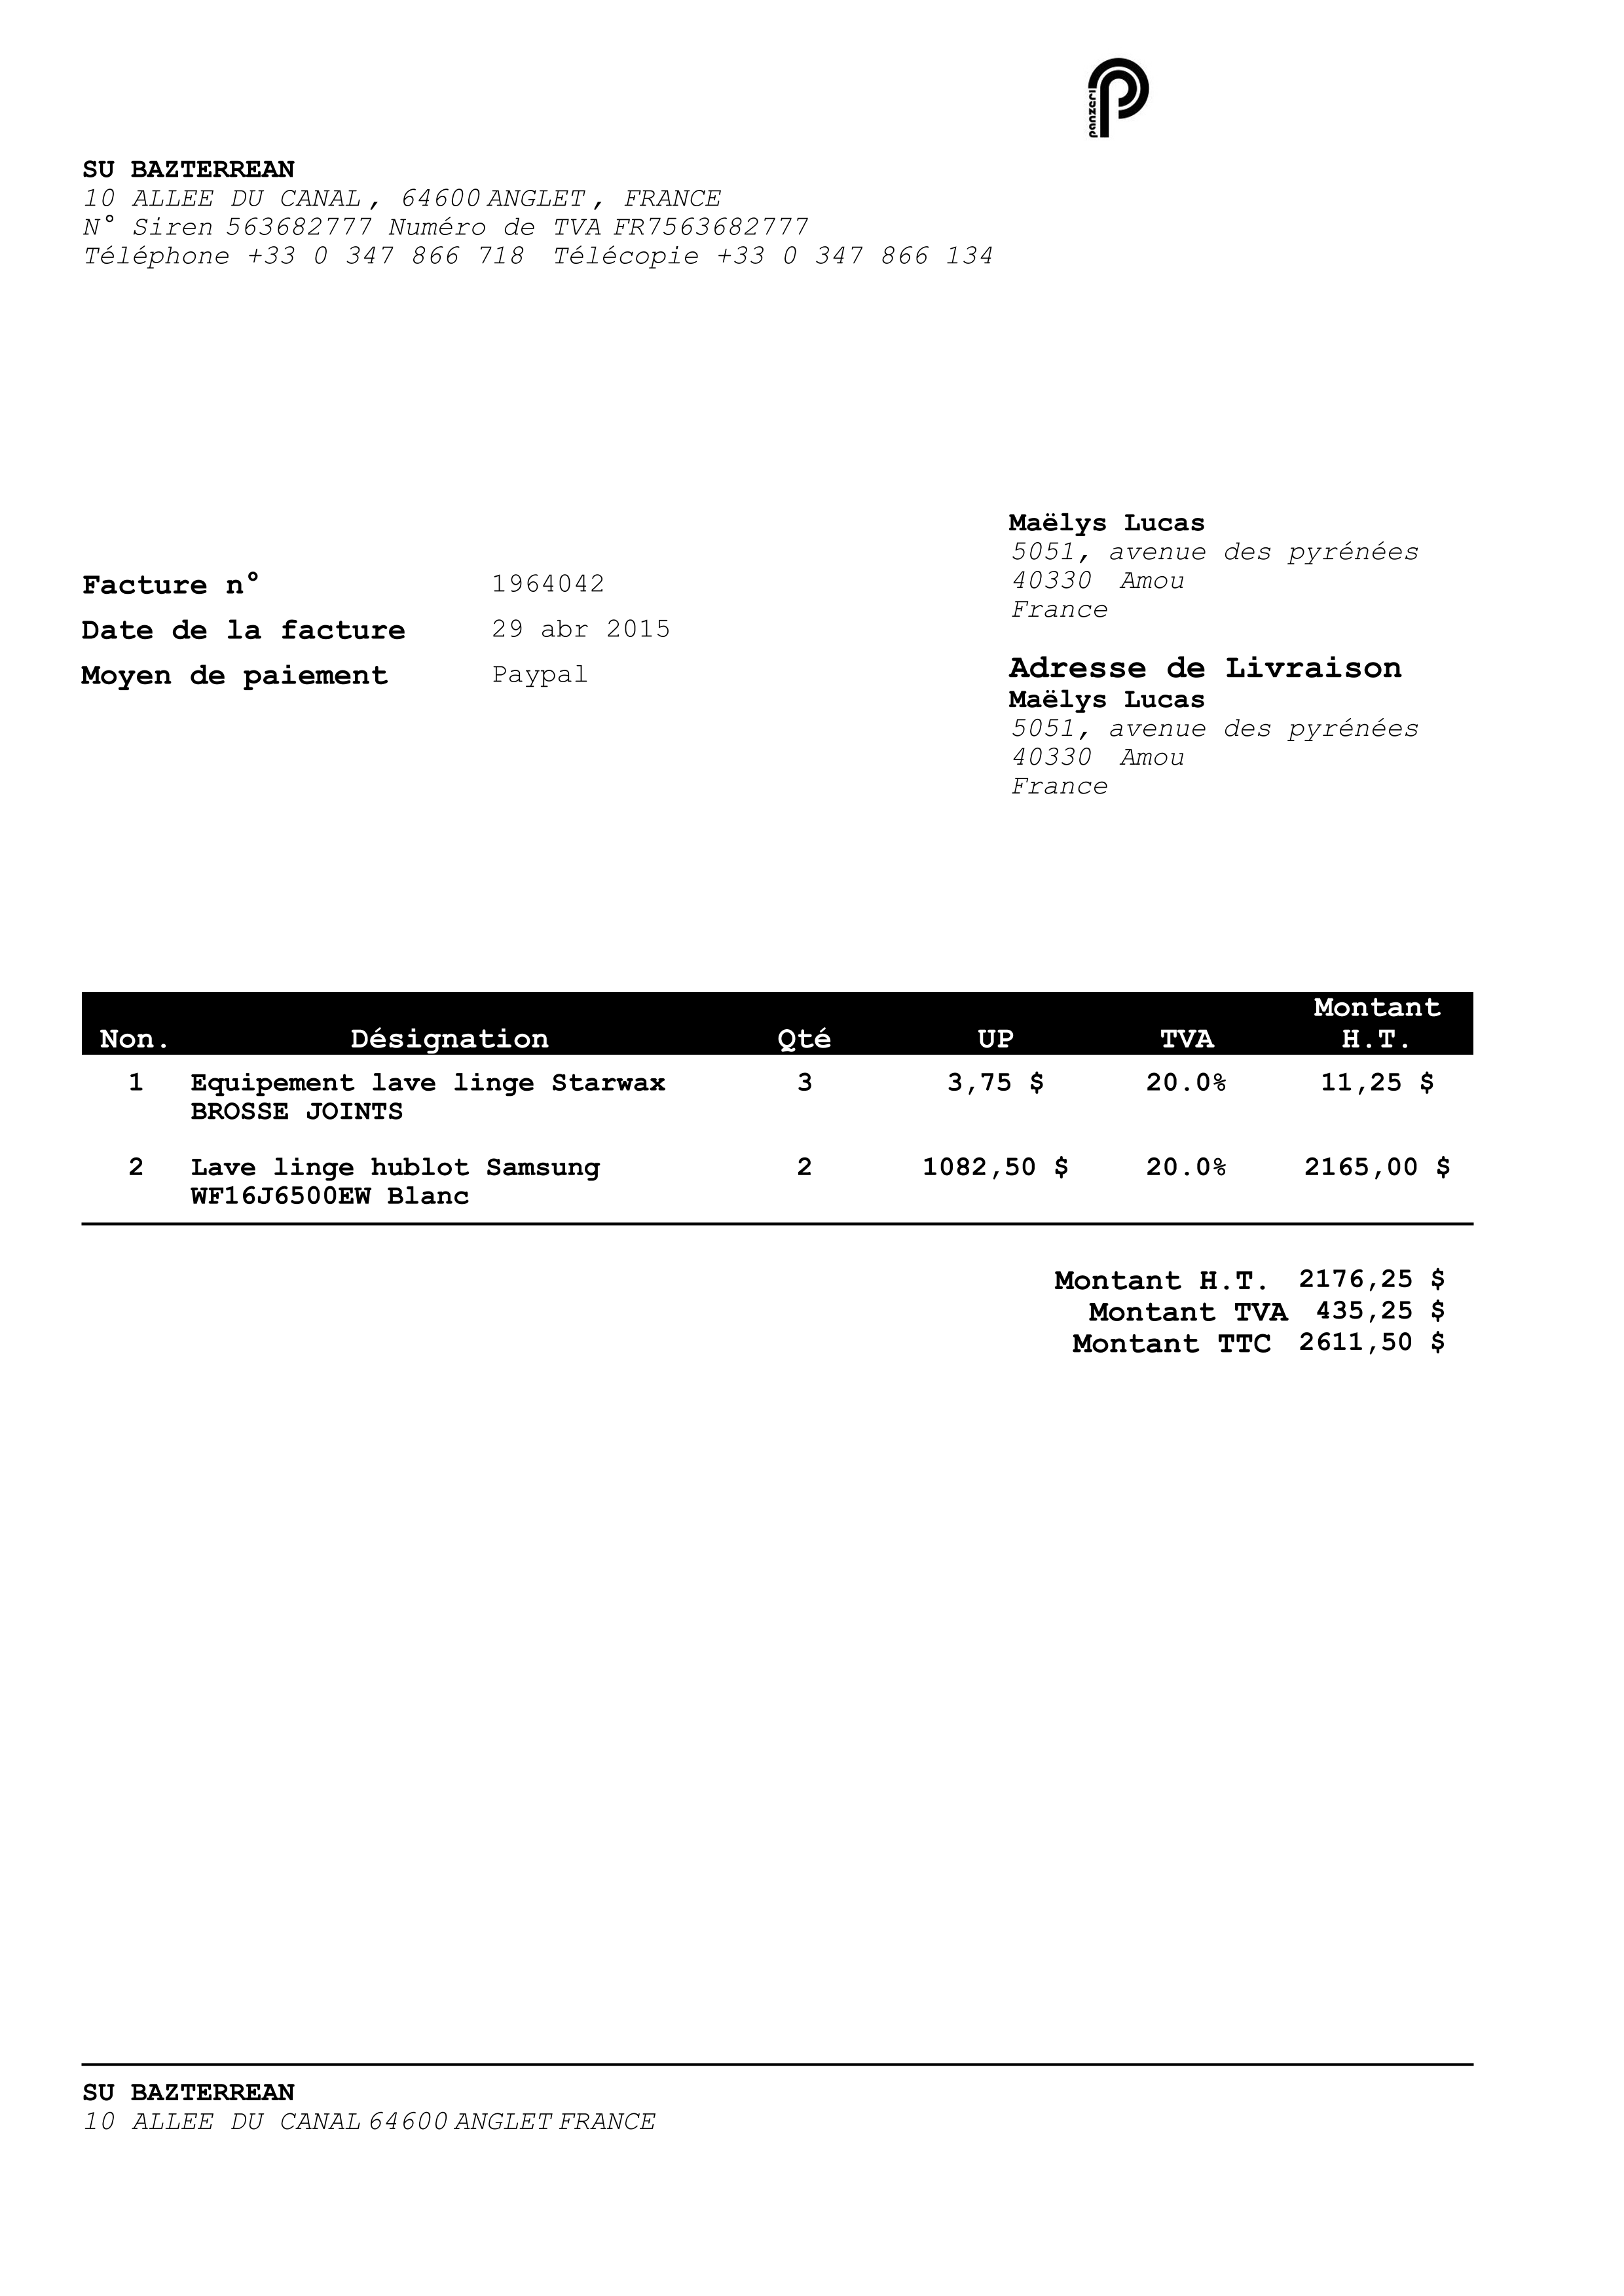 panzeri
SU BAZTERREAN
10 ALLEE DU CANAL, 64600 ANGLET, FRANCE
N° Siren 563682777 Numéro de TVA FR7563682777
Téléphone +33 0 347 866 718 Télécopie +33 0 347 866 134
Facture n° 1964042
Date de la facture 29 abr 2015
Moyen de paiement Paypal
Maëlys Lucas
5051, avenue des pyrénées
40330 Amou
France
Adresse de Livraison
Maëlys Lucas
5051, avenue des pyrénées
40330 Amou
France
Non. Désignation Qté UP TVA Montant H.T.
1 Equipement lave linge Starwax 3 3,75 $ 20.0% 11,25 $
BROSSE JOINTS
2 Lave linge hublot Samsung 2 1082,50 $ 20.0% 2165,00 $
WF16J6500EW Blanc
Montant H.T. 2176,25 $
Montant TVA 435,25 $
Montant TTC 2611,50 $
SU BAZTERREAN
10 ALLEE DU CANAL 64600 ANGLET FRANCE